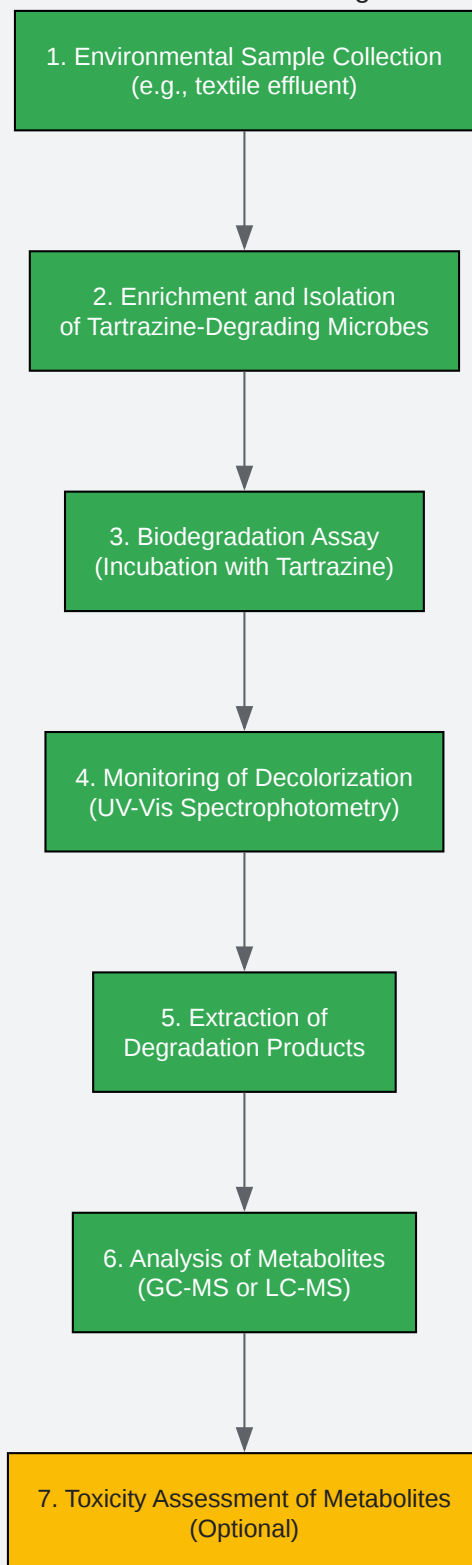 1. Environmental Sample Collection
(e.g., textile effluent)
2. Enrichment and Isolation
of Tartrazine-Degrading Microbes
3. Biodegradation Assay
(Incubation with Tartrazine)
4. Monitoring of Decolorization
(UV-Vis Spectrophotometry)
5. Extraction of
Degradation Products
6. Analysis of Metabolites
(GC-MS or LC-MS)
7. Toxicity Assessment of Metabolites
(Optional)